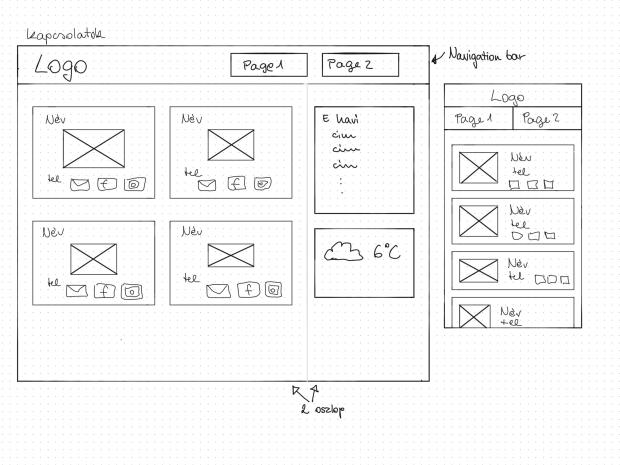 kapcsolatok
Logo
Page 1
Page 2
Navigation bar
Név
tel
Név
tel
E havi
cím
cím
cím
Név
tel
Név
tel
6°C
2 oszlop
Logo
Page 1
Page 2
Név
tel
Név
tel
Név
tel
Név
tel